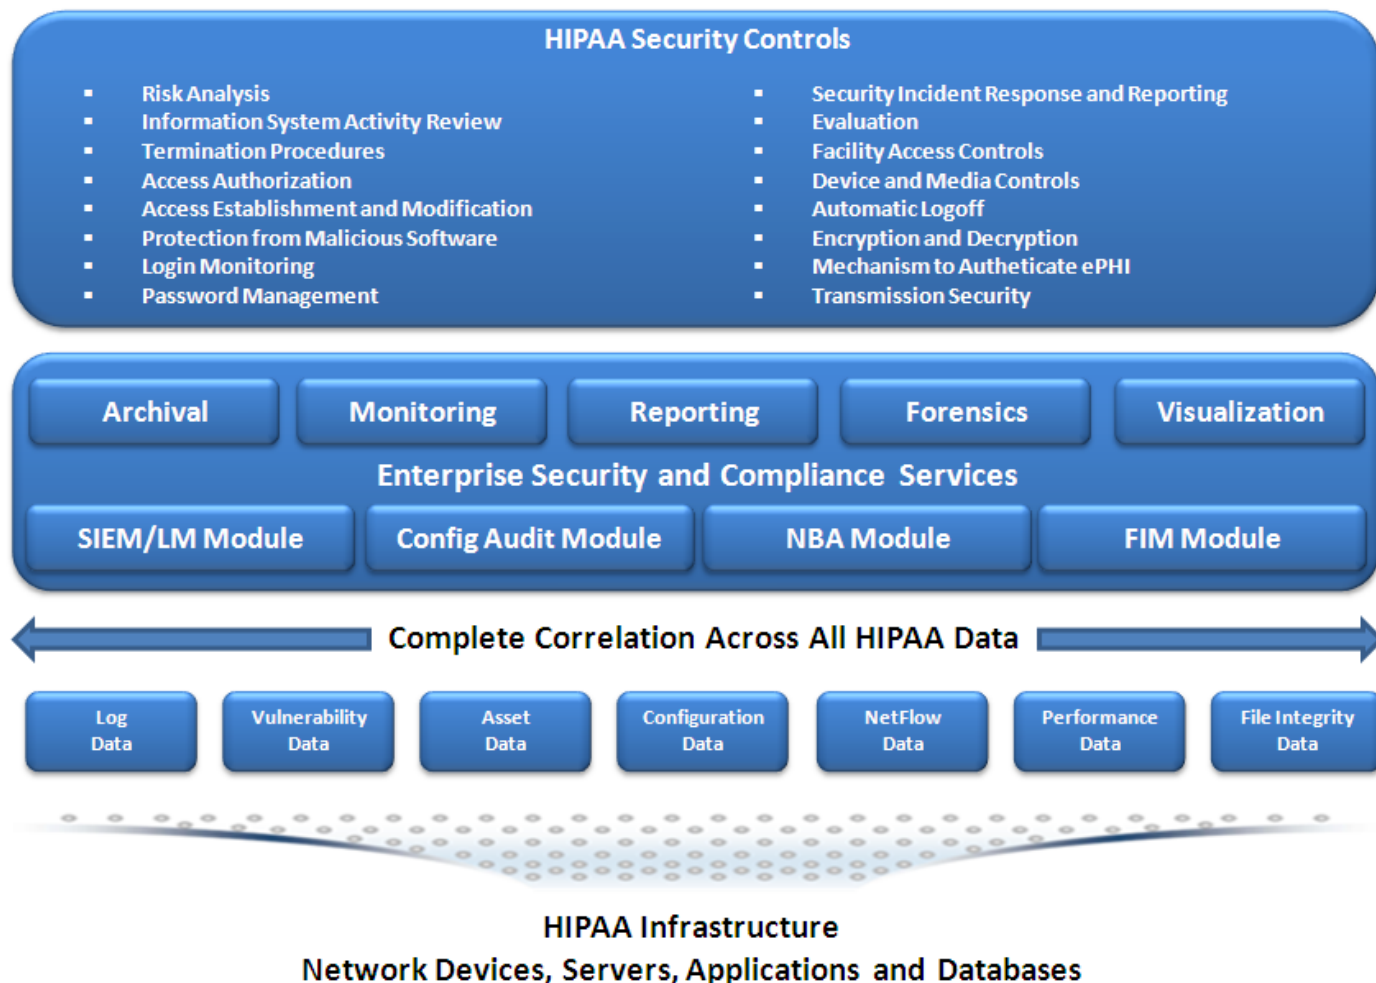 HIPAA Security Controls
▪ Risk Analysis
▪ Information System Activity Review
▪ Termination Procedures
▪ Access Authorization
▪ Access Establishment and Modification
▪ Protection from Malicious Software
▪ Login Monitoring
▪ Password Management
▪ Security Incident Response and Reporting
▪ Evaluation
▪ Facility Access Controls
▪ Device and Media Controls
▪ Automatic Logoff
▪ Encryption and Decryption
▪ Mechanism to Autheticate ePHI
▪ Transmission Security
Archival
Monitoring
Reporting
Forensics
Visualization
Enterprise Security and Compliance Services
SIEM/LM Module
Config Audit Module
NBA Module
FIM Module
Complete Correlation Across All HIPAA Data
Log
Data
Vulnerability
Data
Asset
Data
Configuration
Data
NetFlow
Data
Performance
Data
File Integrity
Data
HIPAA Infrastructure
Network Devices, Servers, Applications and Databases